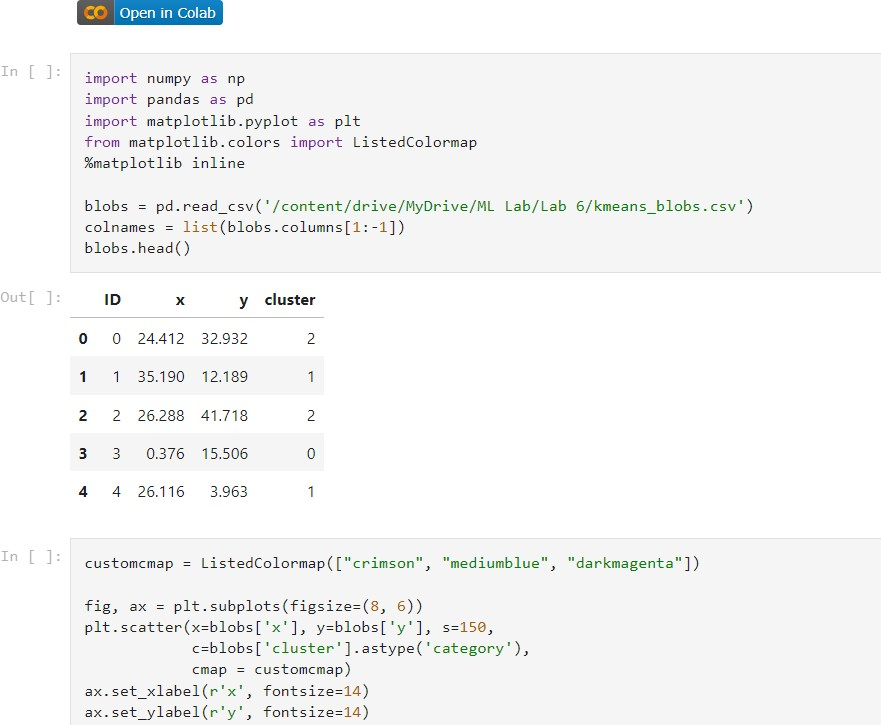 Open in Colab
In [ ]:
import numpy as np
import pandas as pd
import matplotlib.pyplot as plt
from matplotlib.colors import ListedColormap
%matplotlib inline
blobs = pd.read_csv('/content/drive/MyDrive/ML Lab/Lab 6/kmeans_blobs.csv')
colnames = list(blobs.columns[1:-1])
blobs.head()
Out[ ]:
ID x y cluster
0 0 24.412 32.932 2
1 1 35.190 12.189 1
2 2 26.288 41.718 2
3 3 0.376 15.506 0
4 4 26.116 3.963 1
In [ ]:
customcmap = ListedColormap(["crimson", "mediumblue", "darkmagenta"])
fig, ax = plt.subplots(figsize=(8, 6))
plt.scatter(x=blobs['x'], y=blobs['y'], s=150,
            c=blobs['cluster'].astype('category'),
            cmap = customcmap)
ax.set_xlabel(r'x', fontsize=14)
ax.set_ylabel(r'y', fontsize=14)